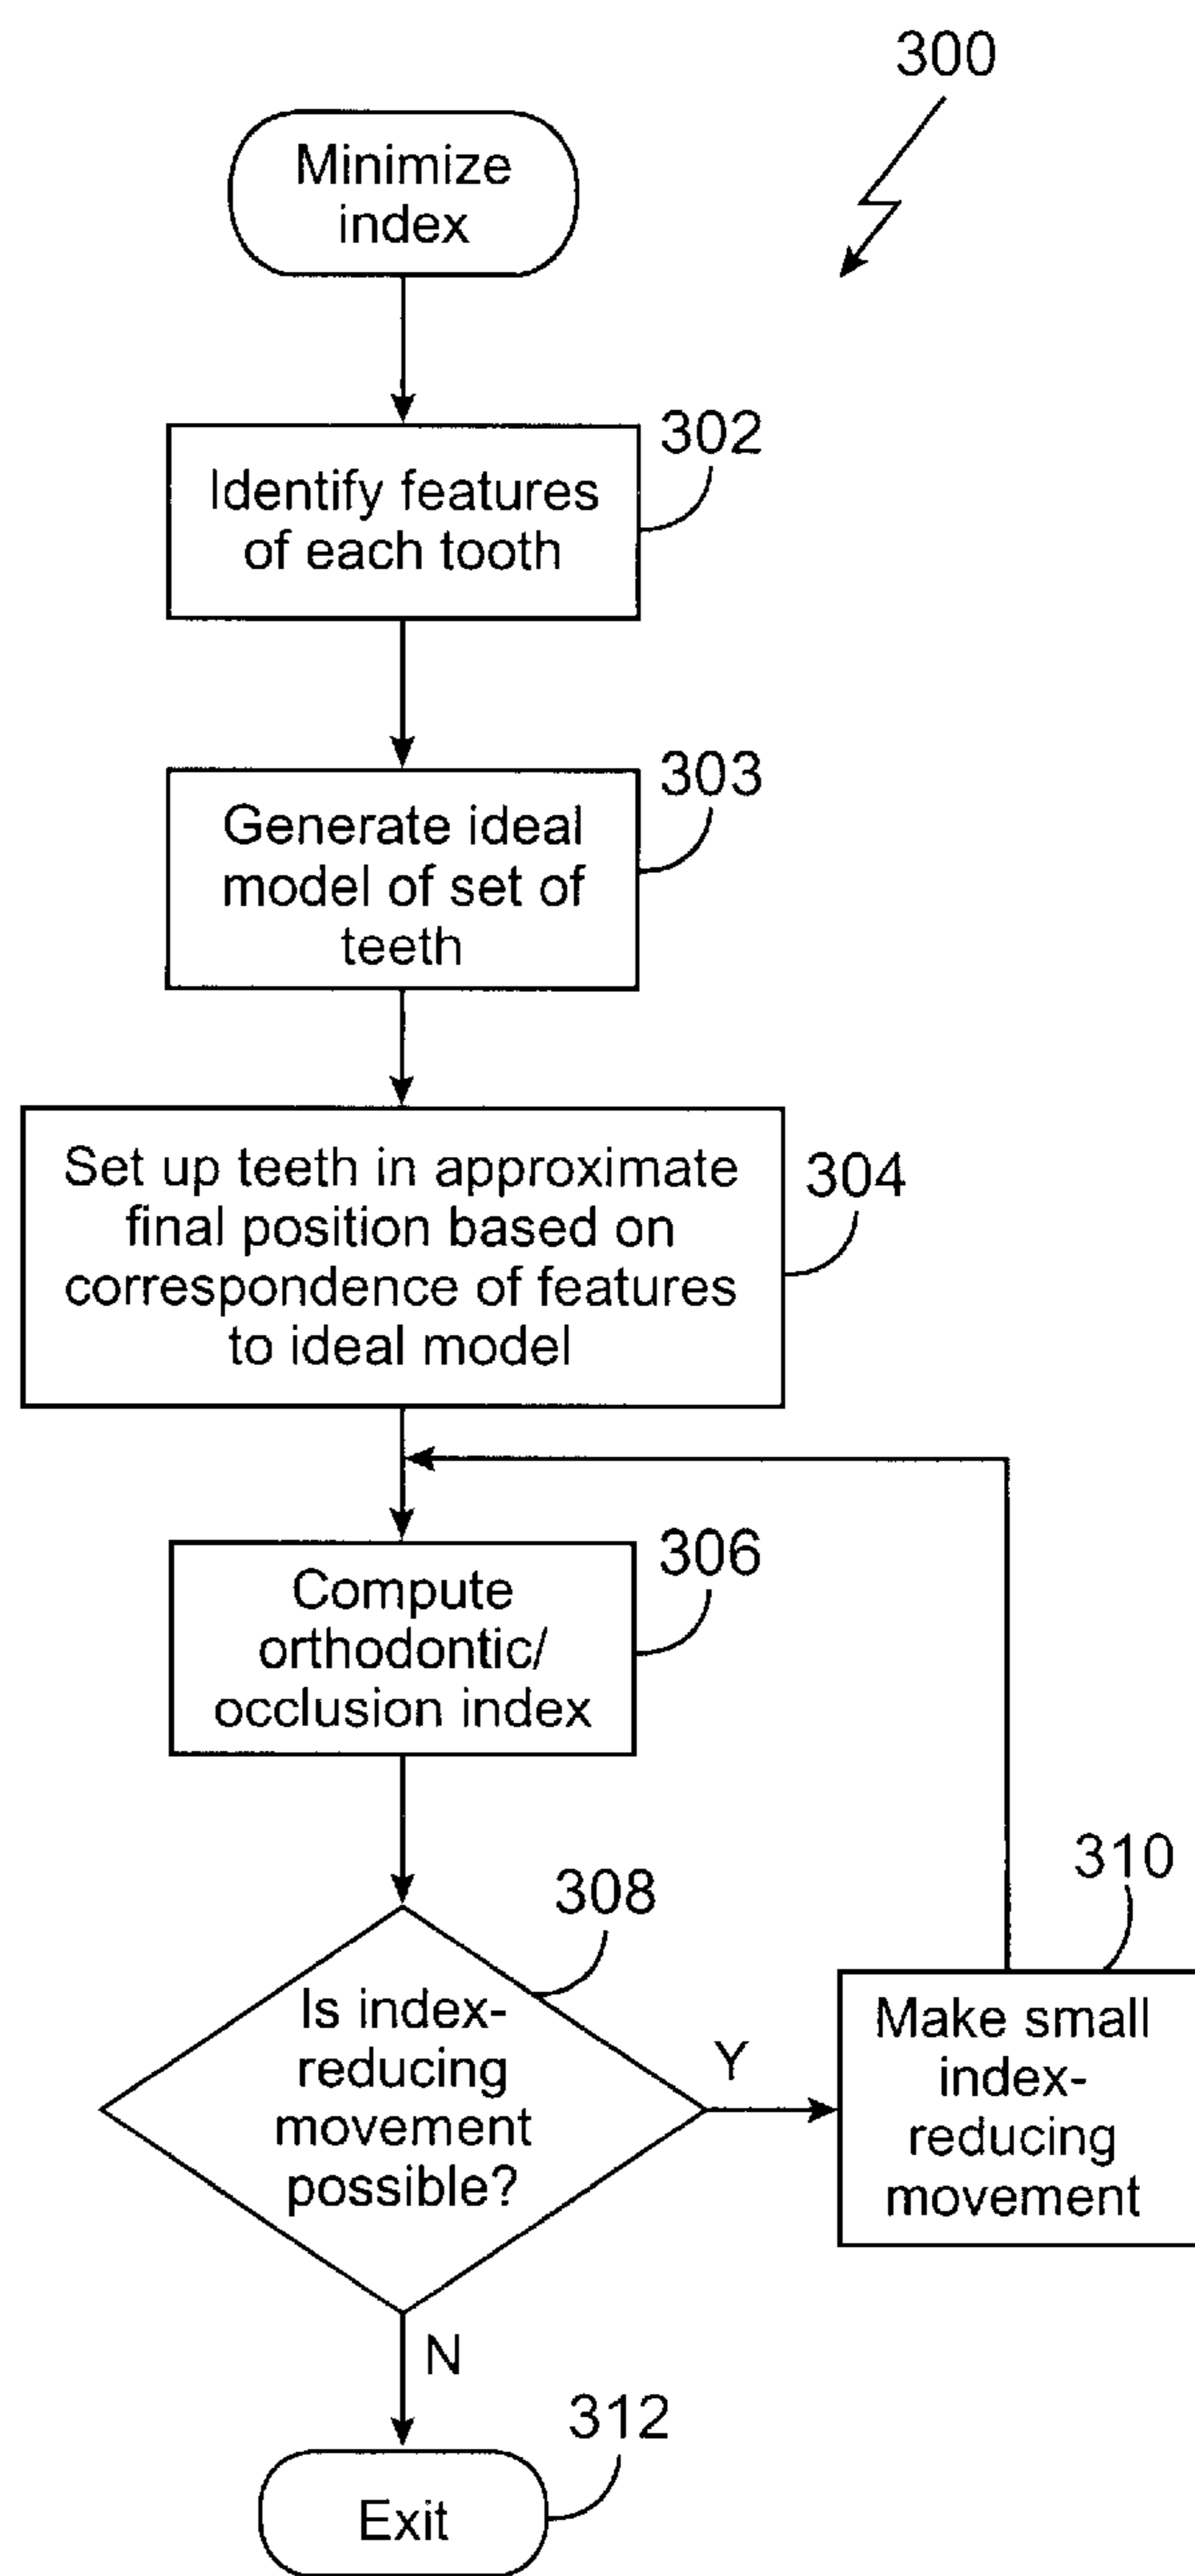 300
Minimize
index
302
Identify features
of each tooth
303
Generate ideal
model of set of
teeth
304
Set up teeth in approximate
final position based on
correspondence of features
to ideal model
306
Compute
orthodontic/
occlusion index
308
Is index-
reducing
movement
possible?
Y
310
Make small
index-
reducing
movement
N
312
Exit